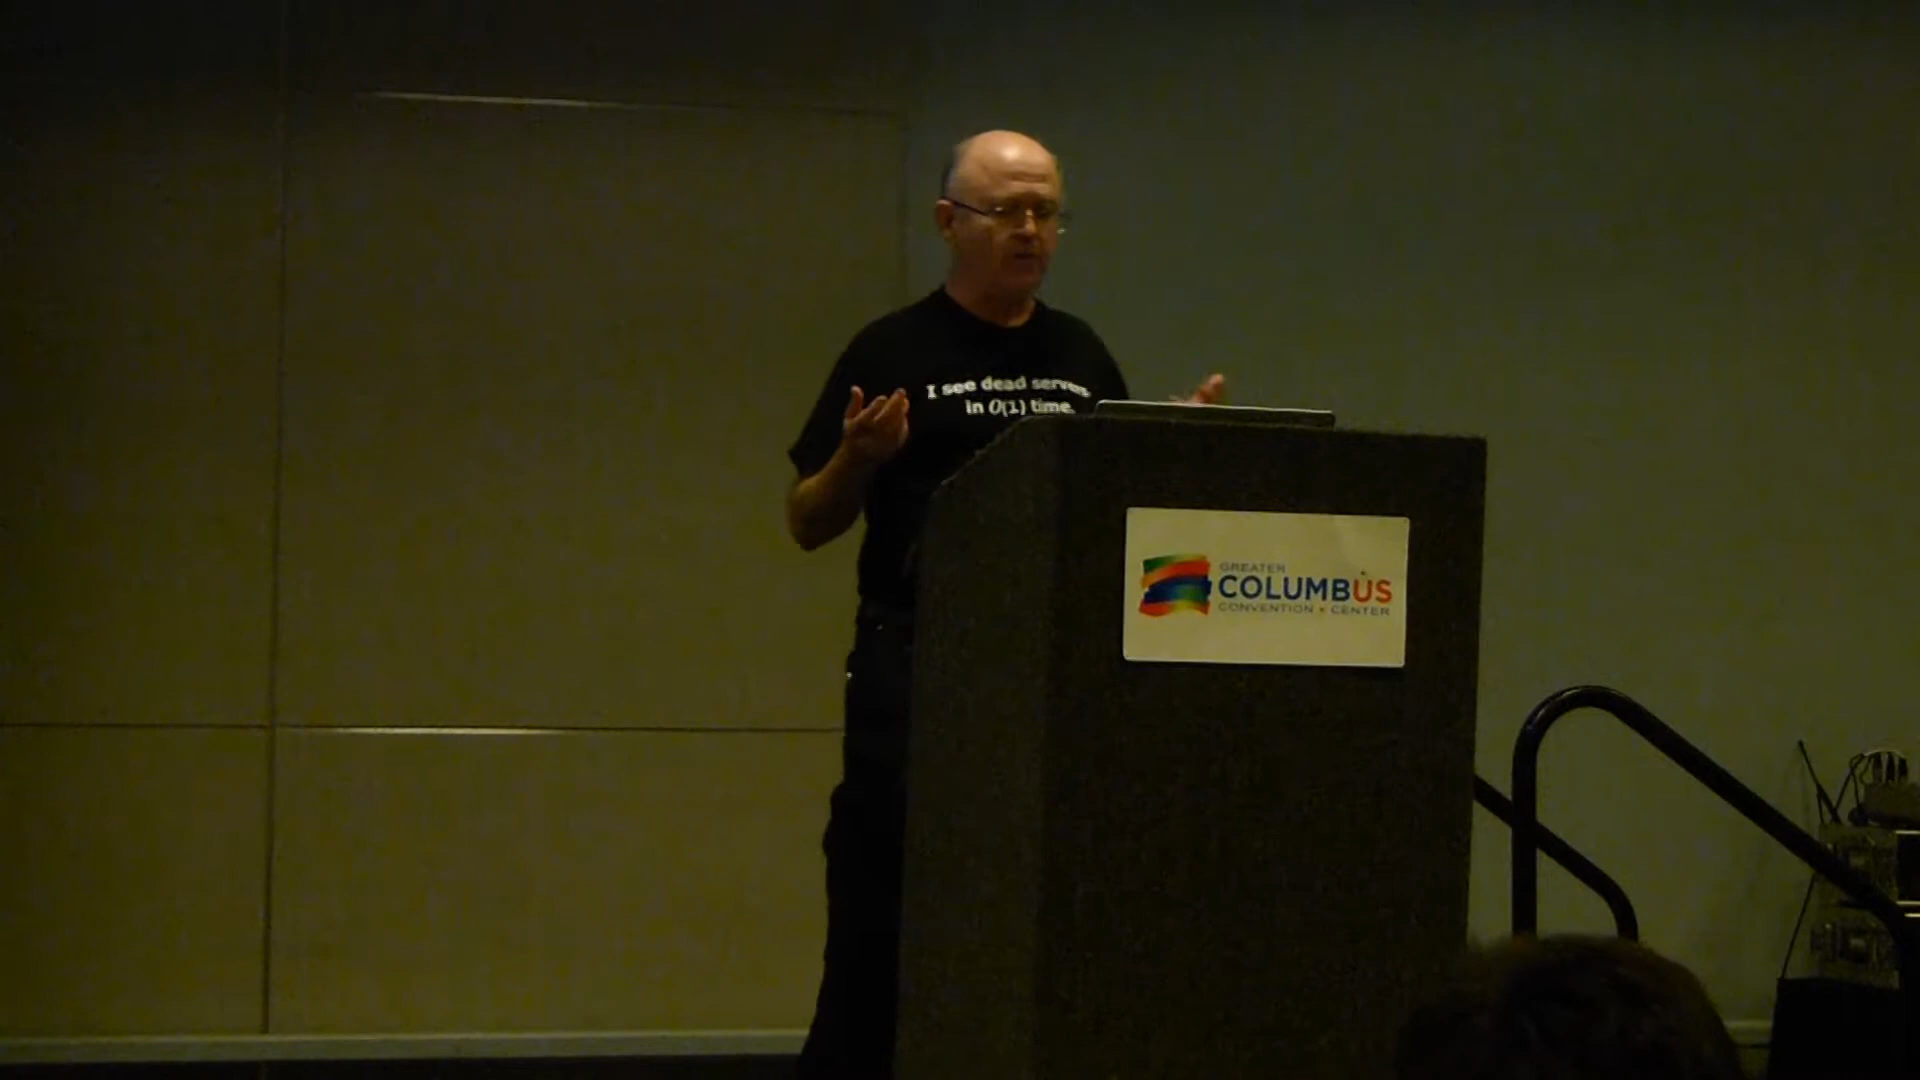 I see dead servers
in O(1) time.
GREATER
COLUMBUS
CONVENTION • CENTER